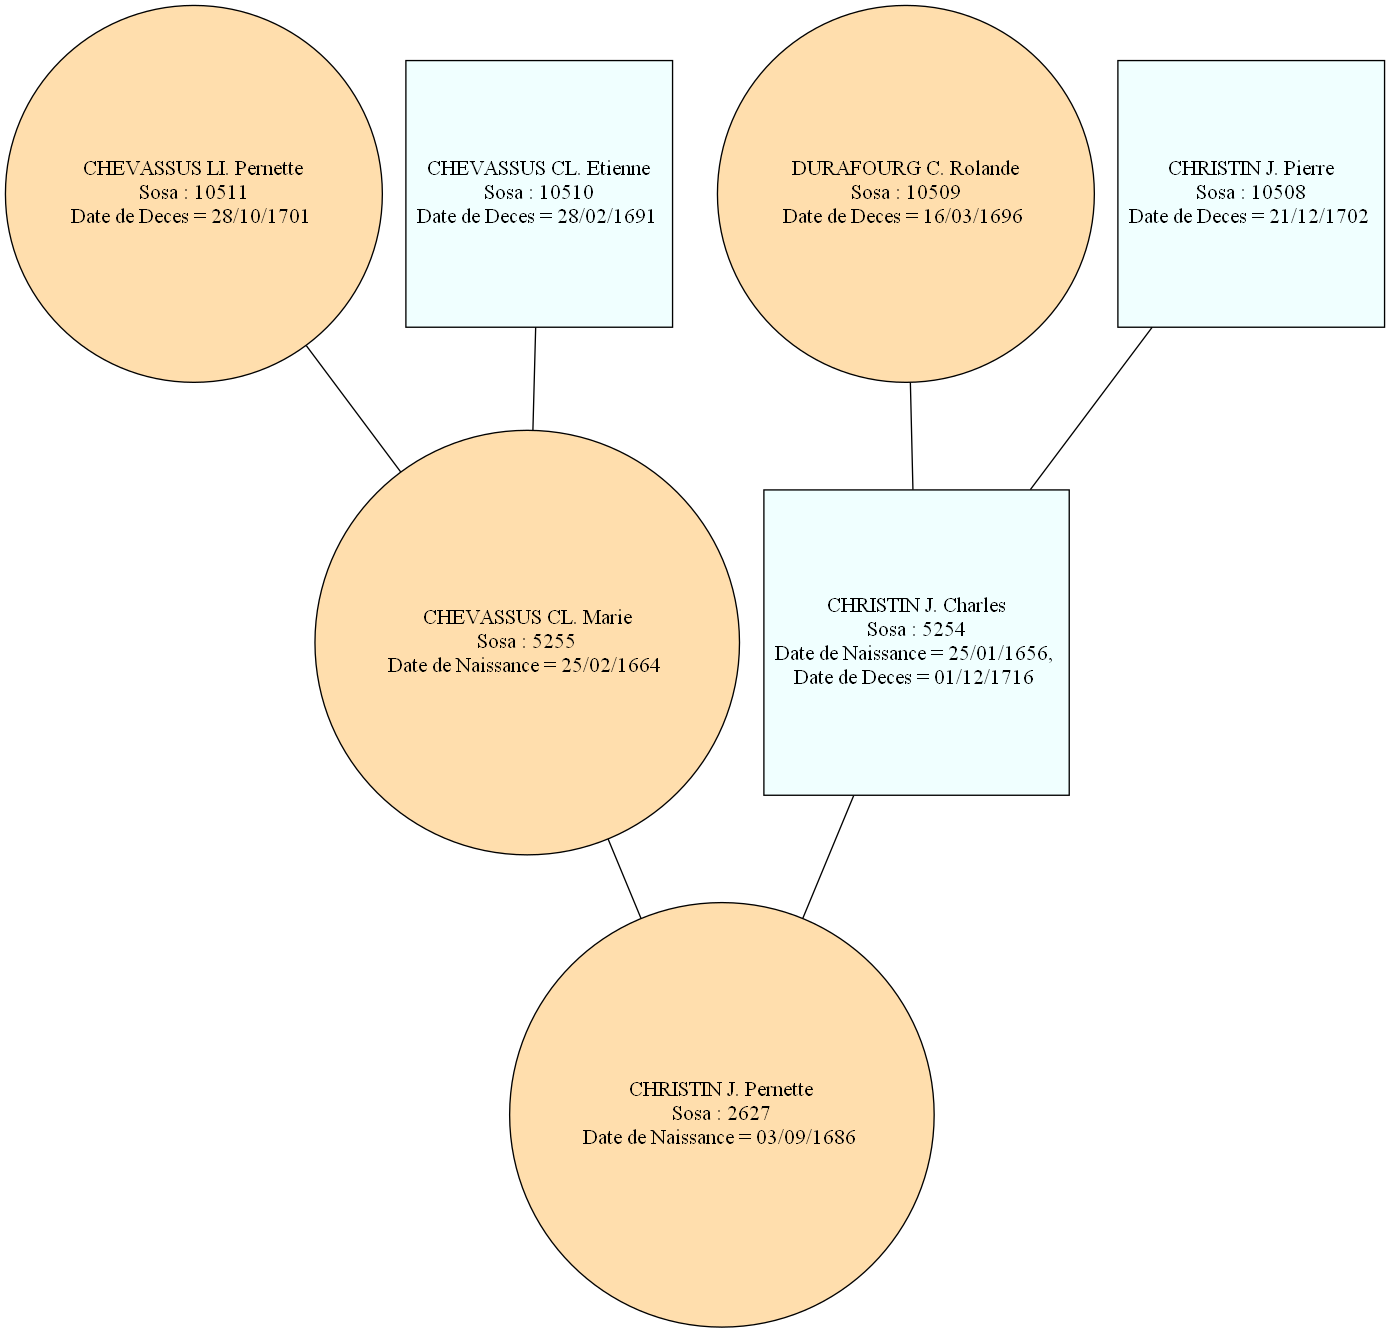 CHEVASSUS LI. Pernette
Sosa : 10511
Date de Deces = 28/10/1701
CHEVASSUS CL. Etienne
Sosa : 10510
Date de Deces = 28/02/1691
DURAFOURG C. Rolande
Sosa : 10509
Date de Deces = 16/03/1696
CHRISTIN J. Pierre
Sosa : 10508
Date de Deces = 21/12/1702
CHEVASSUS CL. Marie
Sosa : 5255
Date de Naissance = 25/02/1664
CHRISTIN J. Charles
Sosa : 5254
Date de Naissance = 25/01/1656,
Date de Deces = 01/12/1716
CHRISTIN J. Pernette
Sosa : 2627
Date de Naissance = 03/09/1686